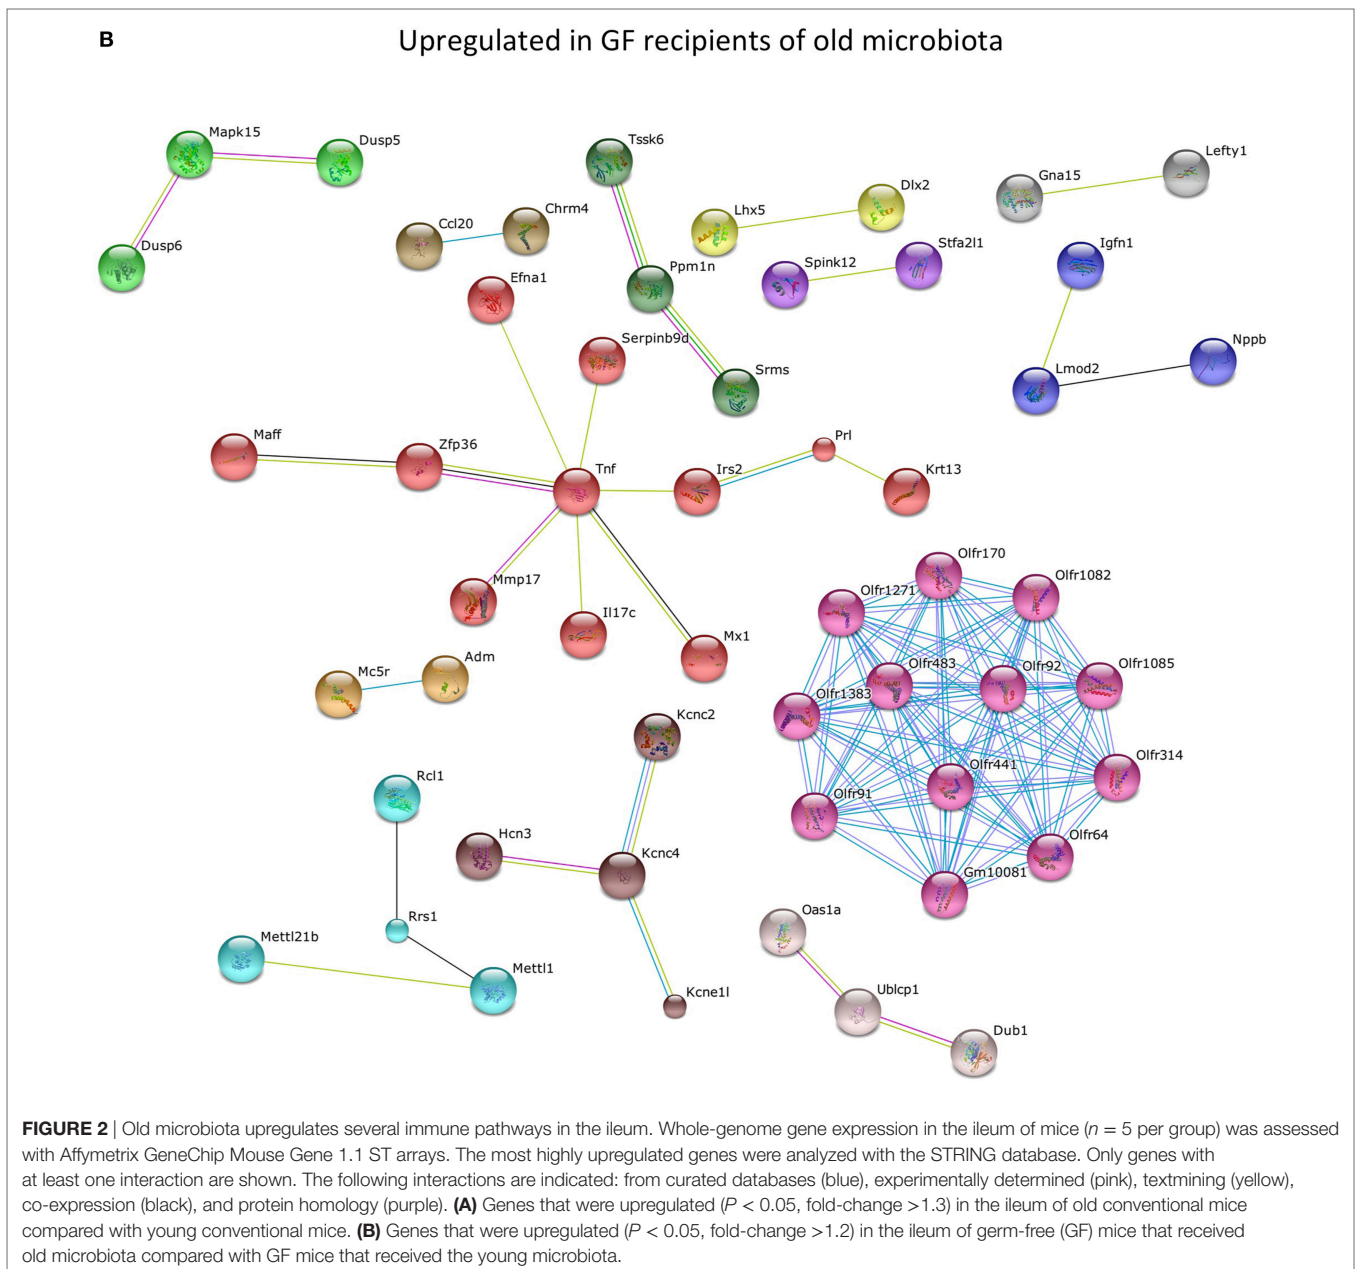 B
Upregulated in GF recipients of old microbiota
Mapk15
Dusp5
Dusp6
Tssk6
Ccl20
Chrm4
Lhx5
Dlx2
Gna15
Lefty1
Efna1
Ppm1n
Spink12
Stfa2l1
Igfn1
Serpinb9d
Srms
Lmod2
Nppb
Maff
Zfp36
Tnf
Irs2
Prl
Krt13
Mmp17
Il17c
Mx1
Mc5r
Adm
Olfr170
Olfr1082
Olfr1271
Olfr483
Olfr92
Olfr1085
Olfr1383
Olfr441
Olfr314
Olfr91
Olfr64
Gm10081
Kcnc2
Rcl1
Hcn3
Kcnc4
Rrs1
Mettl21b
Mettl1
Kcne1l
Oas1a
Ublcp1
Dub1
FIGURE 2 | Old microbiota upregulates several immune pathways in the ileum. Whole-genome gene expression in the ileum of mice (n = 5 per group) was assessed
with Affymetrix GeneChip Mouse Gene 1.1 ST arrays. The most highly upregulated genes were analyzed with the STRING database. Only genes with
at least one interaction are shown. The following interactions are indicated: from curated databases (blue), experimentally determined (pink), textmining (yellow),
co-expression (black), and protein homology (purple). (A) Genes that were upregulated (P < 0.05, fold-change >1.3) in the ileum of old conventional mice
compared with young conventional mice. (B) Genes that were upregulated (P < 0.05, fold-change >1.2) in the ileum of germ-free (GF) mice that received
old microbiota compared with GF mice that received the young microbiota.